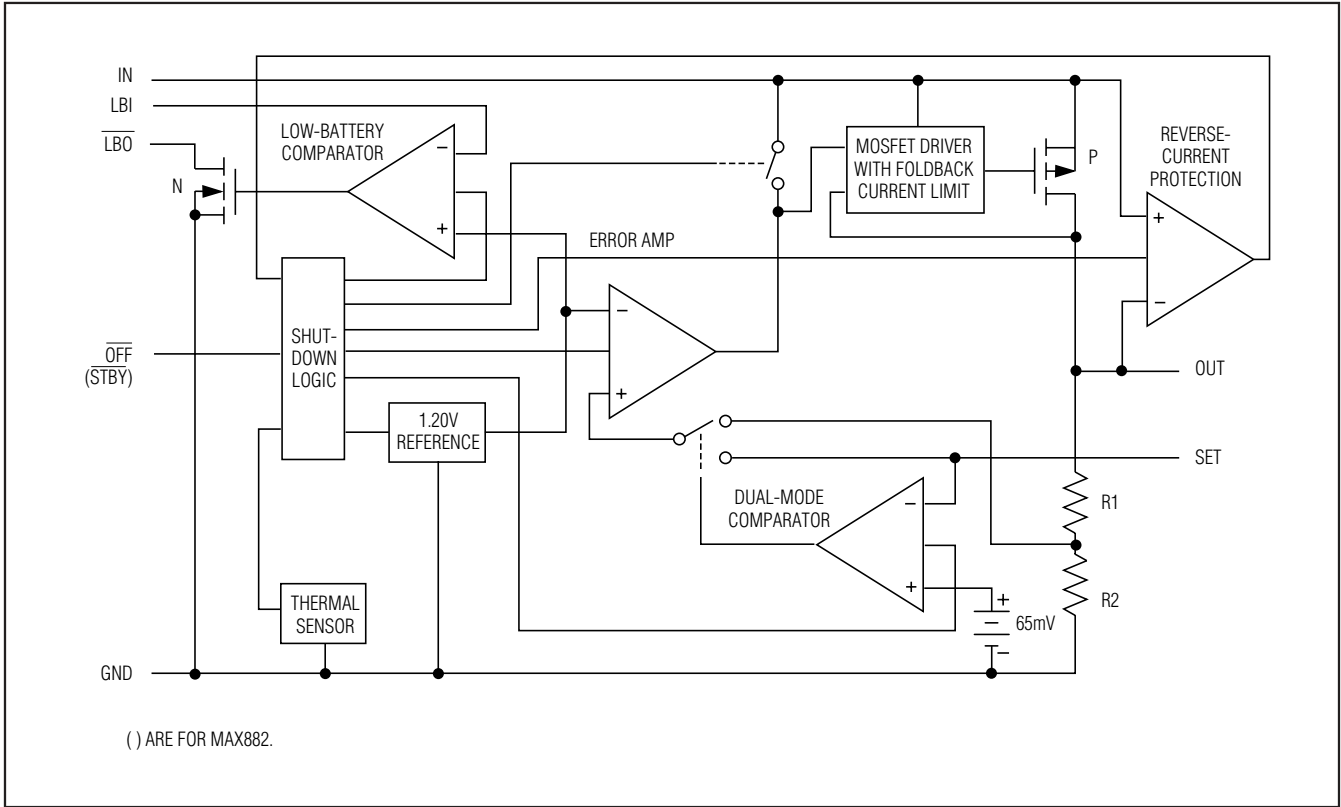 IN
LBI
LBO
LOW-BATTERY
COMPARATOR
N
−
+
MOSFET DRIVER
WITH FOLDBACK
CURRENT LIMIT
P
REVERSE-
CURRENT
PROTECTION
+
−
ERROR AMP
−
+
SHUT-
DOWN
LOGIC
OFF
(STBY)
1.20V
REFERENCE
OUT
SET
DUAL-MODE
COMPARATOR
−
+
R1
R2
+
65mV
−
THERMAL
SENSOR
GND
( ) ARE FOR MAX882.